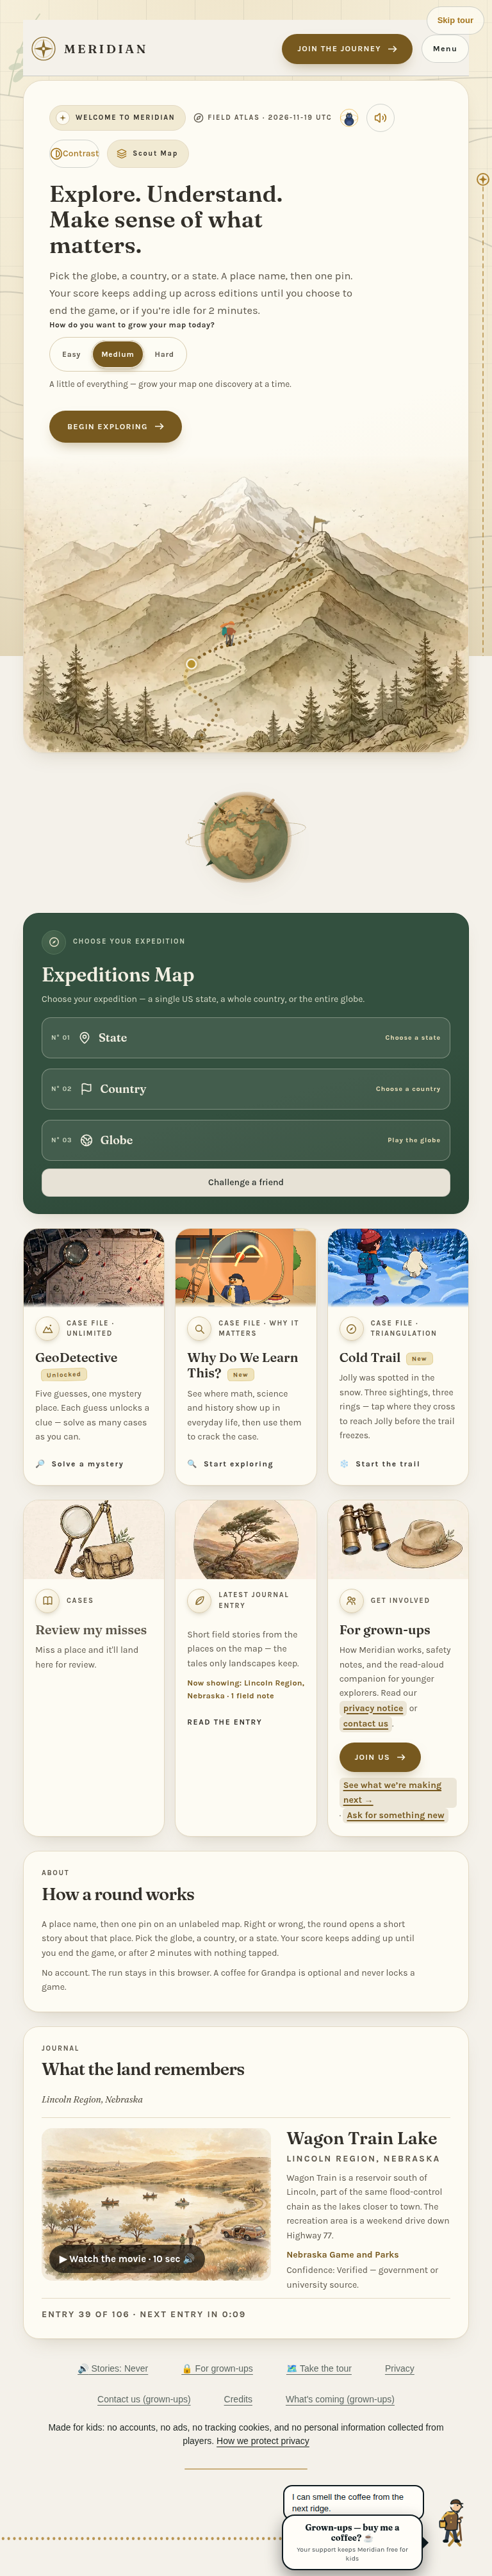 Skip tour
MERIDIAN
JOIN THE JOURNEY →
Menu
WELCOME TO MERIDIAN
FIELD ATLAS · 2026-11-19 UTC
Contrast
Scout Map
Explore. Understand.
Make sense of what
matters.
Pick the globe, a country, or a state. A place name, then one pin.
Your score keeps adding up across editions until you choose to
end the game, or if you're idle for 2 minutes.
How do you want to grow your map today?
Easy
Medium
Hard
A little of everything — grow your map one discovery at a time.
BEGIN EXPLORING →
CHOOSE YOUR EXPEDITION
Expeditions Map
Choose your expedition — a single US state, a whole country, or the entire globe.
N° 01 State Choose a state
N° 02 Country Choose a country
N° 03 Globe Play the globe
Challenge a friend
CASE FILE ·
UNLIMITED
GeoDetective
Unlocked
Five guesses, one mystery
place. Each guess unlocks a
clue — solve as many cases
as you can.
🔎 Solve a mystery
CASE FILE · WHY IT
MATTERS
Why Do We Learn
This? New
See where math, science
and history show up in
everyday life, then use them
to crack the case.
🔍 Start exploring
CASE FILE ·
TRIANGULATION
Cold Trail New
Jolly was spotted in the
snow. Three sightings, three
rings — tap where they cross
to reach Jolly before the trail
freezes.
❄️ Start the trail
CASES
Review my misses
Miss a place and it'll land
here for review.
LATEST JOURNAL
ENTRY
Short field stories from the
places on the map — the
tales only landscapes keep.
Now showing: Lincoln Region,
Nebraska · 1 field note
READ THE ENTRY
GET INVOLVED
For grown-ups
How Meridian works, safety
notes, and the read-aloud
companion for younger
explorers. Read our
privacy notice or
contact us.
JOIN US →
See what we're making
next →
· Ask for something new
ABOUT
How a round works
A place name, then one pin on an unlabeled map. Right or wrong, the round opens a short
story about that place. Pick the globe, a country, or a state. Your score keeps adding up until
you end the game, or after 2 minutes with nothing tapped.
No account. The run stays in this browser. A coffee for Grandpa is optional and never locks a
game.
JOURNAL
What the land remembers
Lincoln Region, Nebraska
▶ Watch the movie · 10 sec 🔊
Wagon Train Lake
LINCOLN REGION, NEBRASKA
Wagon Train is a reservoir south of
Lincoln, part of the same flood-control
chain as the lakes closer to town. The
recreation area is a weekend drive down
Highway 77.
Nebraska Game and Parks
Confidence: Verified — government or
university source.
ENTRY 39 OF 106 · NEXT ENTRY IN 0:09
🔊 Stories: Never
🔒 For grown-ups
🗺️ Take the tour
Privacy
Contact us (grown-ups)
Credits
What's coming (grown-ups)
Made for kids: no accounts, no ads, no tracking cookies, and no personal information collected from
players. How we protect privacy
I can smell the coffee from the
next ridge.
Grown-ups — buy me a
coffee? ☕
Your support keeps Meridian free for
kids